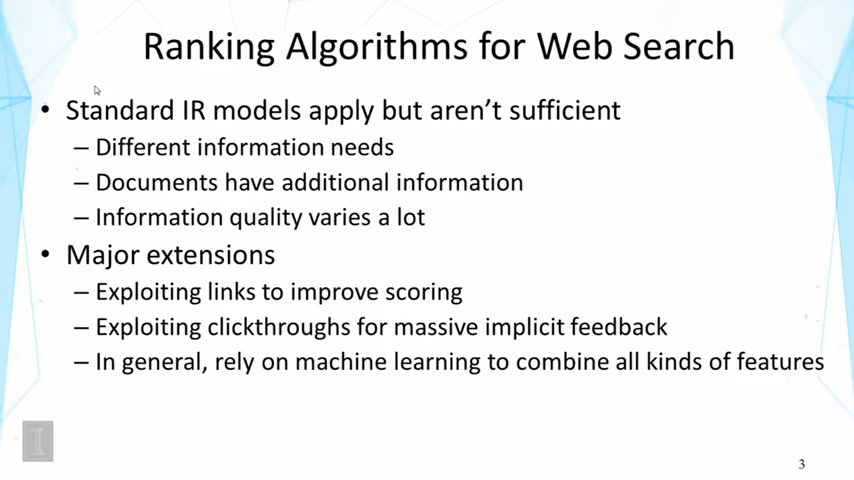 Ranking Algorithms for Web Search
• Standard IR models apply but aren't sufficient
– Different information needs
– Documents have additional information
– Information quality varies a lot
• Major extensions
– Exploiting links to improve scoring
– Exploiting clickthroughs for massive implicit feedback
– In general, rely on machine learning to combine all kinds of features
I
3